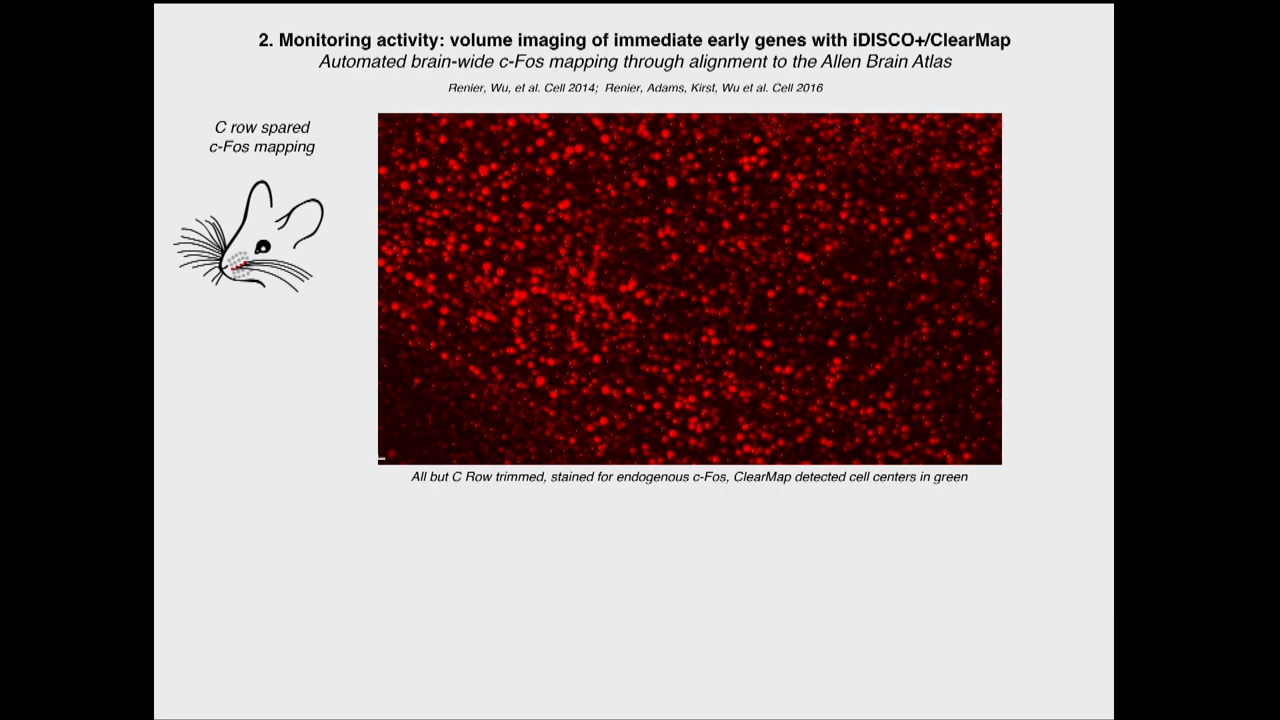 2. Monitoring activity: volume imaging of immediate early genes with iDISCO+/ClearMap
Automated brain-wide c-Fos mapping through alignment to the Allen Brain Atlas
Renier, Wu, et al. Cell 2014; Renier, Adams, Kirst, Wu et al. Cell 2016
C row spared
c-Fos mapping
All but C Row trimmed, stained for endogenous c-Fos, ClearMap detected cell centers in green